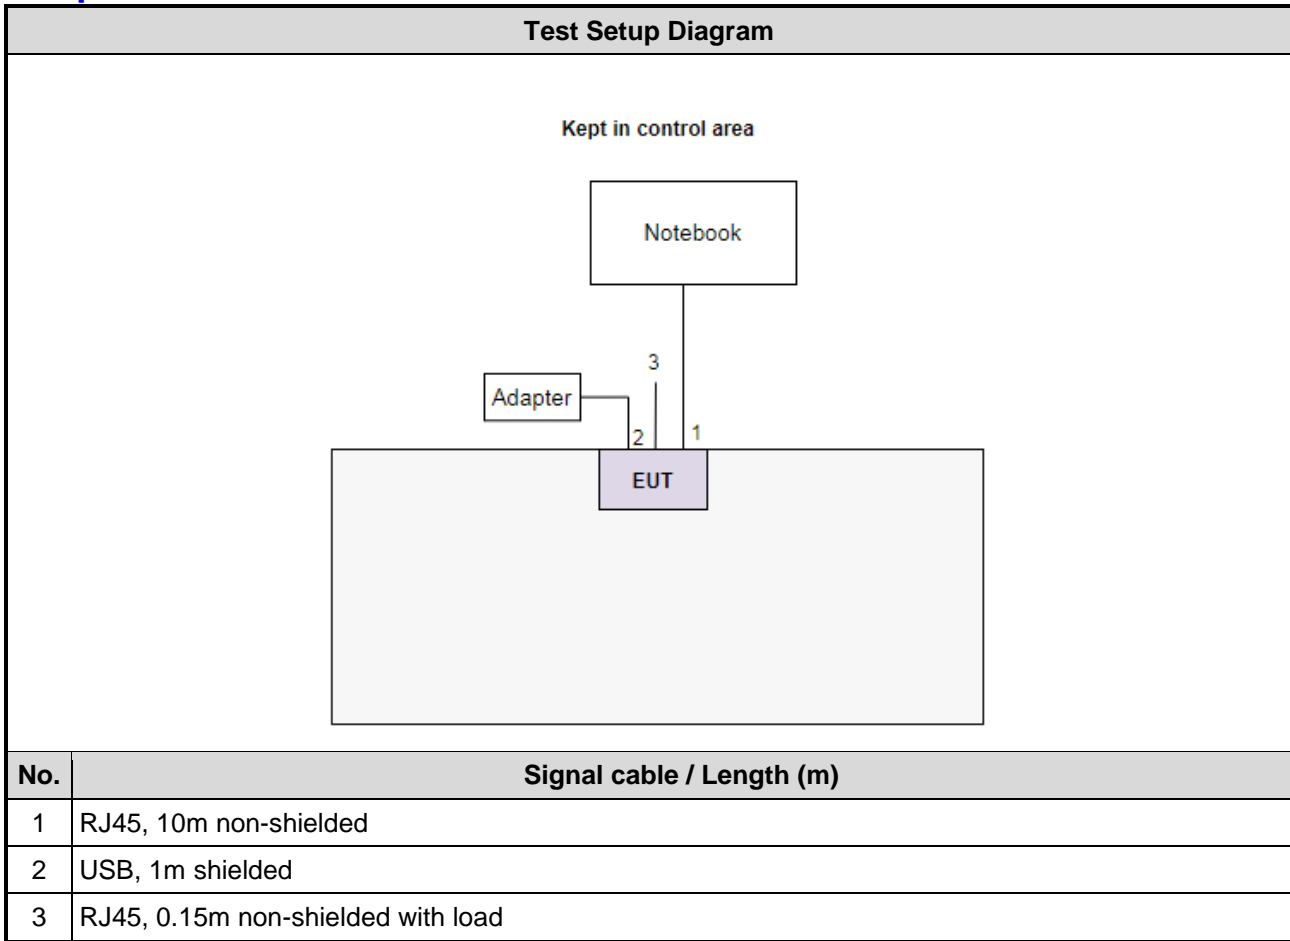 Test Setup Diagram
Kept in control area
Notebook
3
Adapter
2
1
EUT
No.
Signal cable / Length (m)
1
RJ45, 10m non-shielded
2
USB, 1m shielded
3
RJ45, 0.15m non-shielded with load